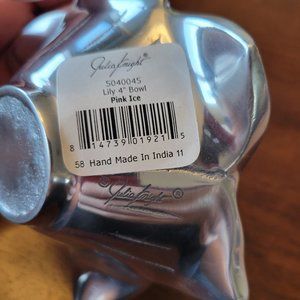 Julia Knight
S040045
Lily 4" Bowl
Pink Ice
8 14739 01921 5
58 Hand Made In India 11
Julia Knight